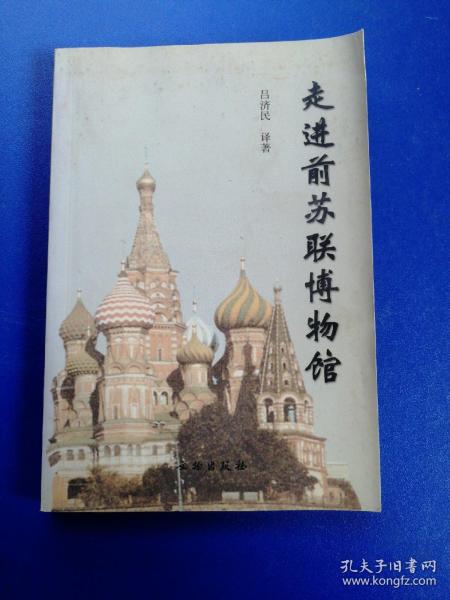 走进前苏联博物馆
吕济民 译著
文物出版社
孔夫子旧书网
www.kongfz.com